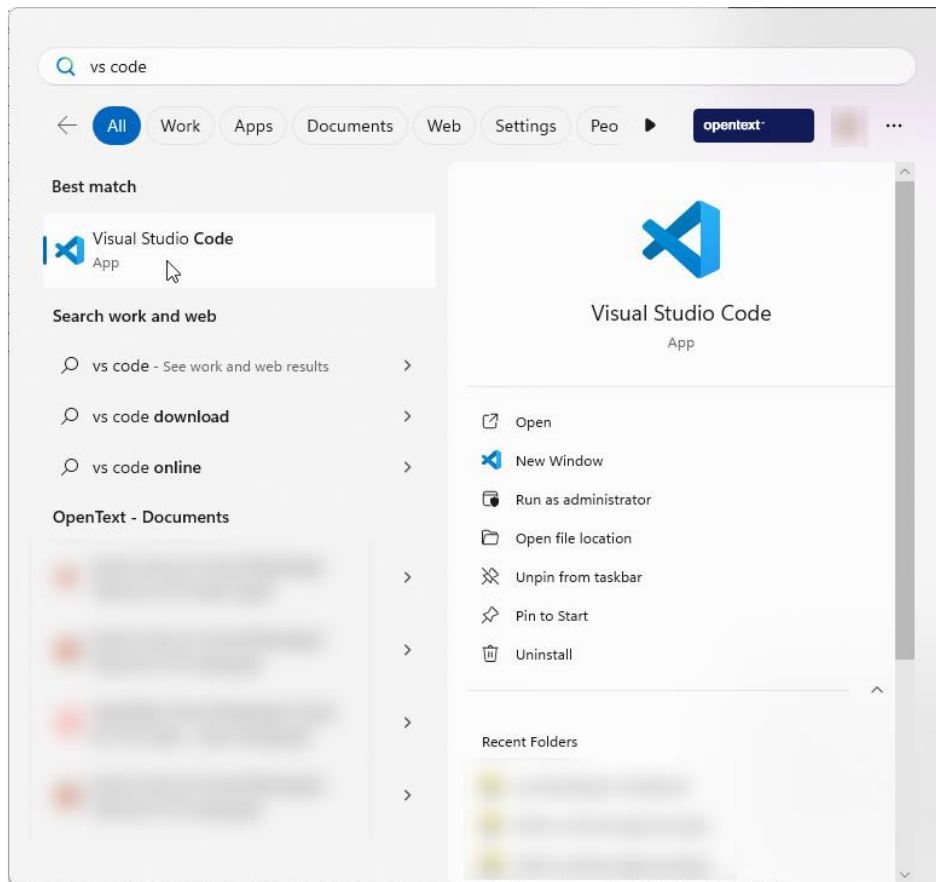 vs code
All Work Apps Documents Web Settings Peo opentext™ ...
Best match
Visual Studio Code
App
Search work and web
vs code - See work and web results
vs code download
vs code online
OpenText - Documents
Visual Studio Code
App
Open
New Window
Run as administrator
Open file location
Unpin from taskbar
Pin to Start
Uninstall
Recent Folders